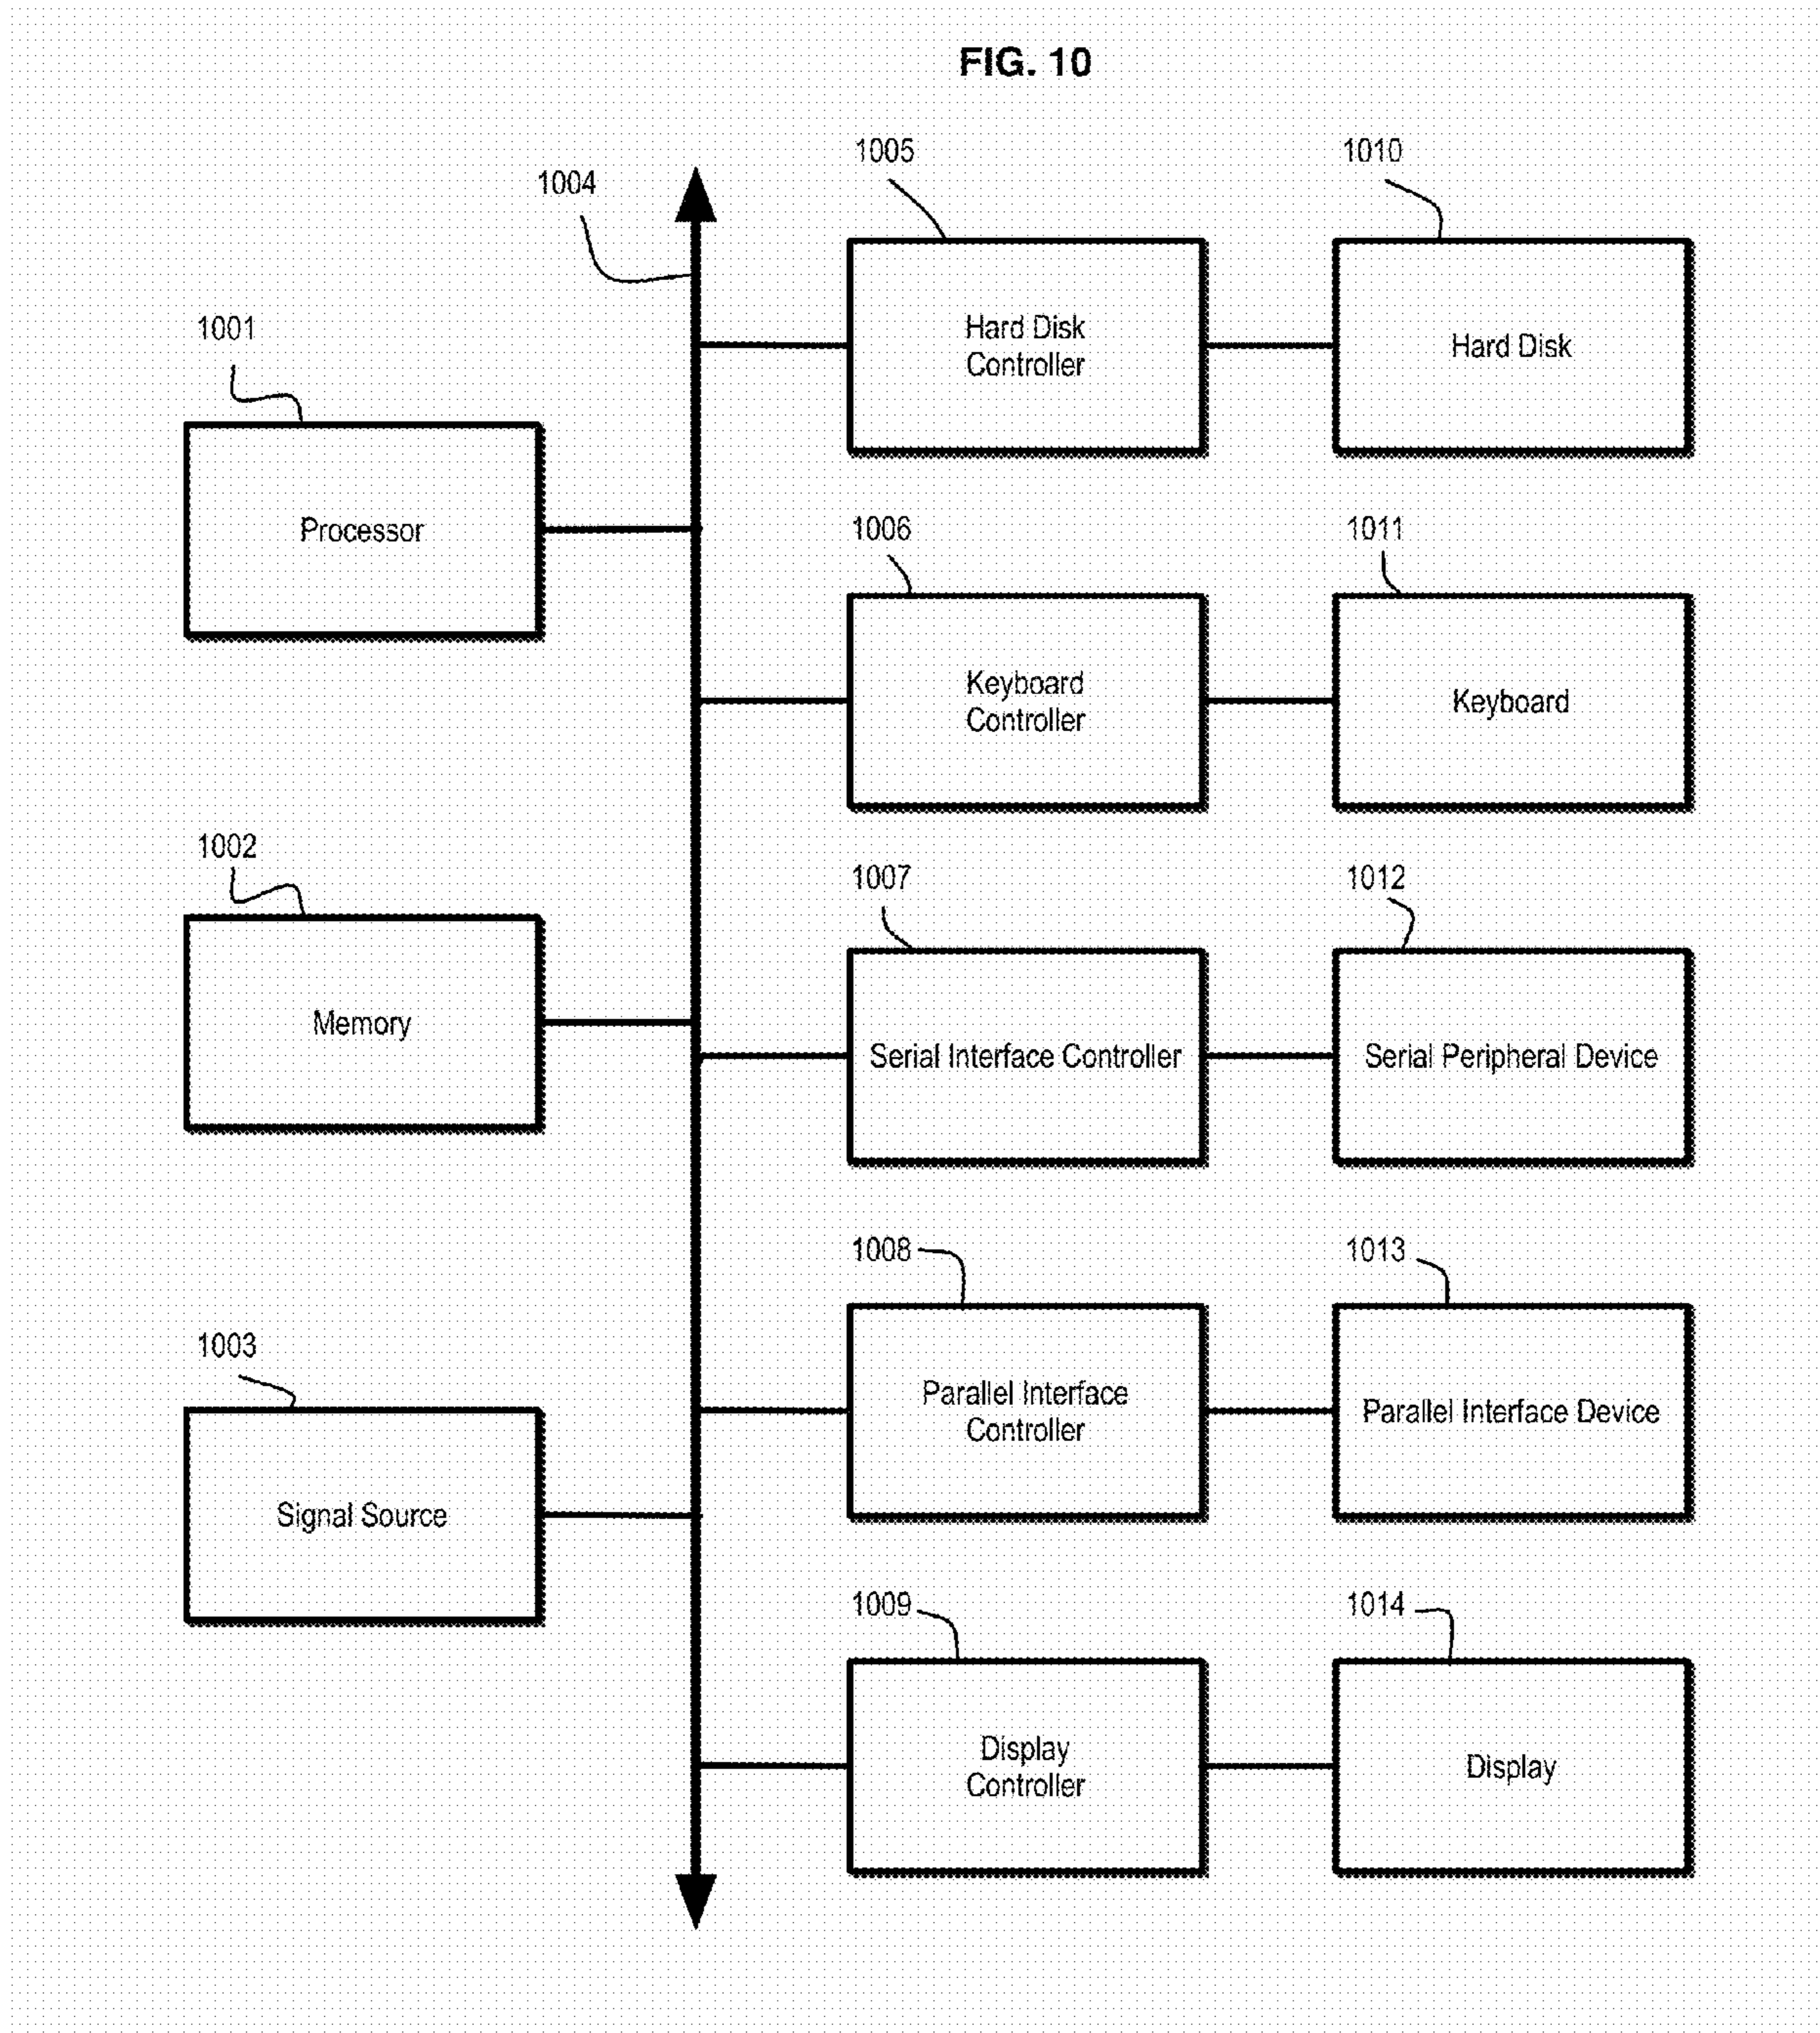 FIG. 10
1004
1005
1010
1001
Hard Disk
Controller
Hard Disk
Processor
1006
1011
Keyboard
Controller
Keyboard
1002
1007
1012
Memory
Serial Interface Controller
Serial Peripheral Device
1008
1013
1003
Parallel Interface
Controller
Parallel Interface Device
Signal Source
1009
1014
Display
Controller
Display